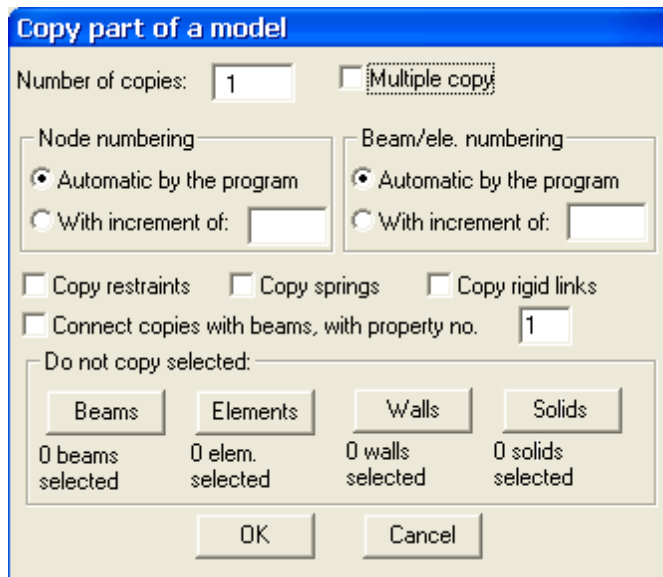 Copy part of a model
Number of copies: 1 Multiple copy
Node numbering Beam/ele. numbering
Automatic by the program Automatic by the program
With increment of: With increment of:
Copy restraints Copy springs Copy rigid links
Connect copies with beams, with property no. 1
Do not copy selected:
Beams Elements Walls Solids
0 beams 0 elem. 0 walls 0 solids
selected selected selected selected
OK Cancel